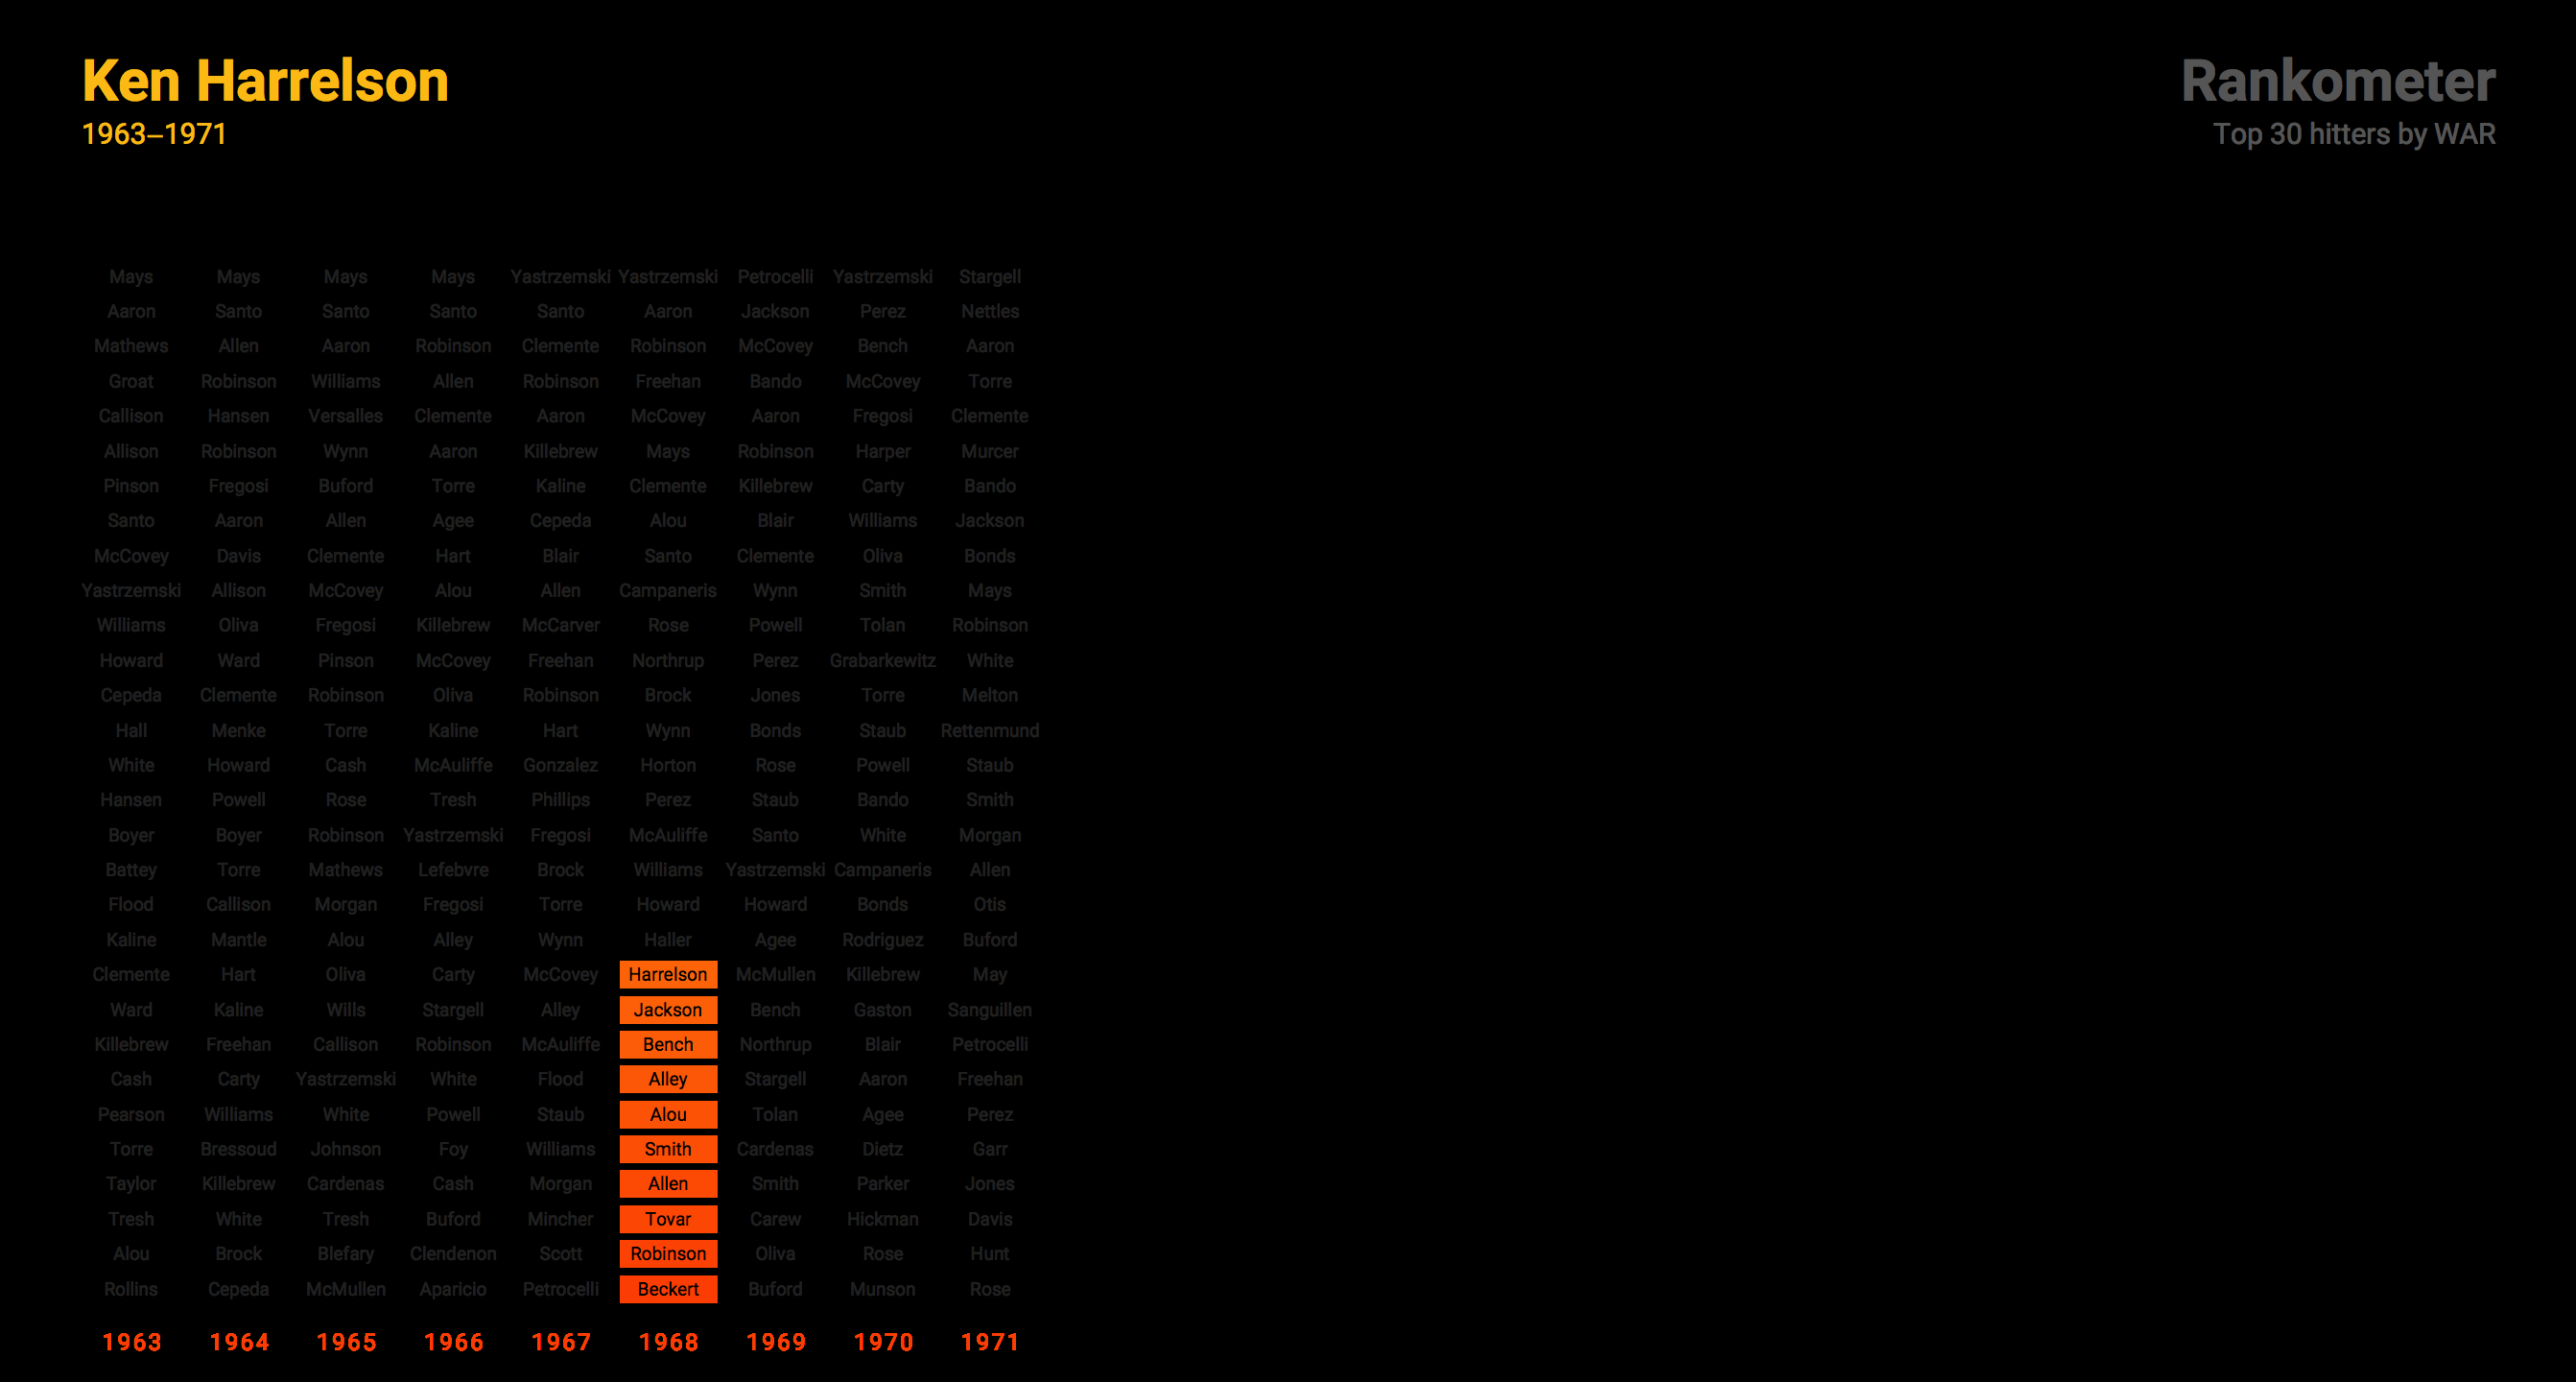 Ken Harrelson
1963–1971
Rankometer
Top 30 hitters by WAR
Mays Mays Mays Mays Yastrzemski Yastrzemski Petrocelli Yastrzemski Stargell
Aaron Santo Santo Santo Santo Aaron Jackson Perez Nettles
Mathews Allen Aaron Robinson Clemente Robinson McCovey Bench Aaron
Groat Robinson Williams Allen Robinson Freehan Bando McCovey Torre
Callison Hansen Versalles Clemente Aaron McCovey Aaron Fregosi Clemente
Allison Robinson Wynn Aaron Killebrew Mays Robinson Harper Murcer
Pinson Fregosi Buford Torre Kaline Clemente Killebrew Carty Bando
Santo Aaron Allen Agee Cepeda Alou Blair Williams Jackson
McCovey Davis Clemente Hart Blair Santo Clemente Oliva Bonds
Yastrzemski Allison McCovey Alou Allen Campaneris Wynn Smith Mays
Williams Oliva Fregosi Killebrew McCarver Rose Powell Tolan Robinson
Howard Ward Pinson McCovey Freehan Northrup Perez Grabarkewitz White
Cepeda Clemente Robinson Oliva Robinson Brock Jones Torre Melton
Hall Menke Torre Kaline Hart Wynn Bonds Staub Rettenmund
White Howard Cash McAuliffe Gonzalez Horton Rose Powell Staub
Hansen Powell Rose Tresh Phillips Perez Staub Bando Smith
Boyer Boyer Robinson Yastrzemski Fregosi McAuliffe Santo White Morgan
Battey Torre Mathews Lefebvre Brock Williams Yastrzemski Campaneris Allen
Flood Callison Morgan Fregosi Torre Howard Howard Bonds Otis
Kaline Mantle Alou Alley Wynn Haller Agee Rodriguez Buford
Clemente Hart Oliva Carty McCovey Harrelson McMullen Killebrew May
Ward Kaline Wills Stargell Alley Jackson Bench Gaston Sanguillen
Killebrew Freehan Callison Robinson McAuliffe Bench Northrup Blair Petrocelli
Cash Carty Yastrzemski White Flood Alley Stargell Aaron Freehan
Pearson Williams White Powell Staub Alou Tolan Agee Perez
Torre Bressoud Johnson Foy Williams Smith Cardenas Dietz Garr
Taylor Killebrew Cardenas Cash Morgan Allen Smith Parker Jones
Tresh White Tresh Buford Mincher Tovar Carew Hickman Davis
Alou Brock Blefary Clendenon Scott Robinson Oliva Rose Hunt
Rollins Cepeda McMullen Aparicio Petrocelli Beckert Buford Munson Rose
1963 1964 1965 1966 1967 1968 1969 1970 1971